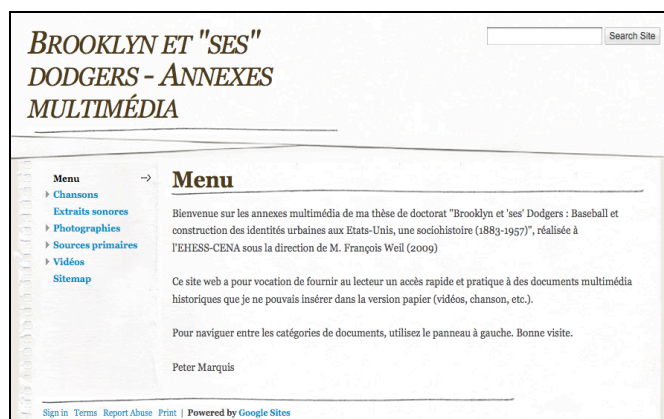 BROOKLYN ET "SES"
DODGERS - ANNEXES
MULTIMÉDIA
Search Site
Menu
Chansons
Extraits sonores
Photographies
Sources primaires
Vidéos
Sitemap
Menu
Bienvenue sur les annexes multimédia de ma thèse de doctorat "Brooklyn et 'ses' Dodgers : Baseball et
construction des identités urbaines aux Etats-Unis, une sociohistoire (1883-1957)", réalisée à
l'EHESS-CENA sous la direction de M. François Weil (2009)
Ce site web a pour vocation de fournir au lecteur un accès rapide et pratique à des documents multimédia
historiques que je ne pouvais insérer dans la version papier (vidéos, chanson, etc.).
Pour naviguer entre les catégories de documents, utilisez le panneau à gauche. Bonne visite.
Peter Marquis
Sign in Terms Report Abuse Print | Powered by Google Sites